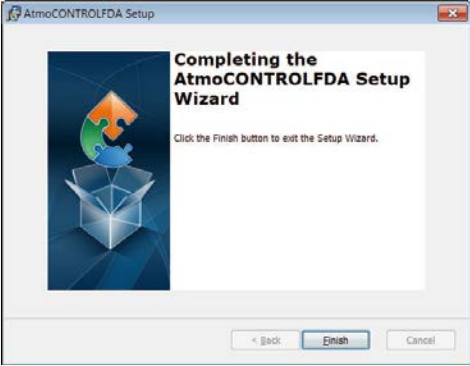 AtmoCONTROLFDA Setup
Completing the
AtmoCONTROLFDA Setup
Wizard
Click the Finish button to exit the Setup Wizard.
< Back
Finish
Cancel